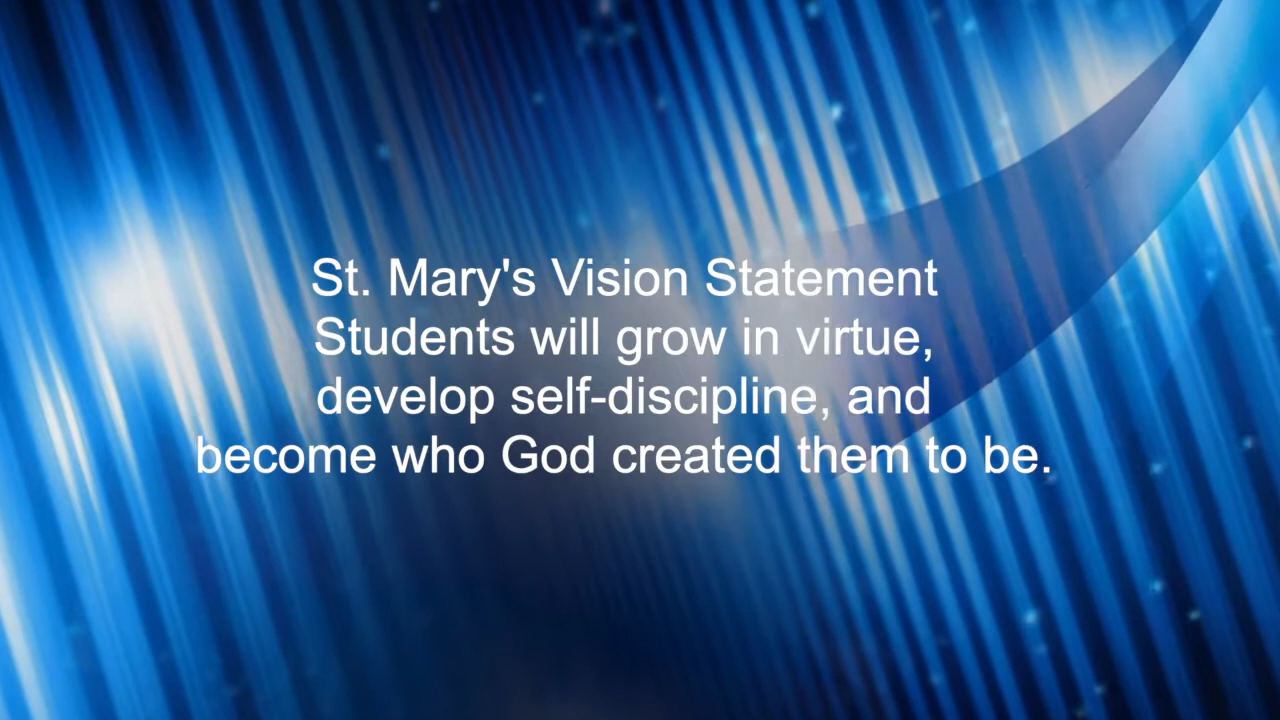 St. Mary's Vision Statement
Students will grow in virtue,
develop self-discipline, and
become who God created them to be.